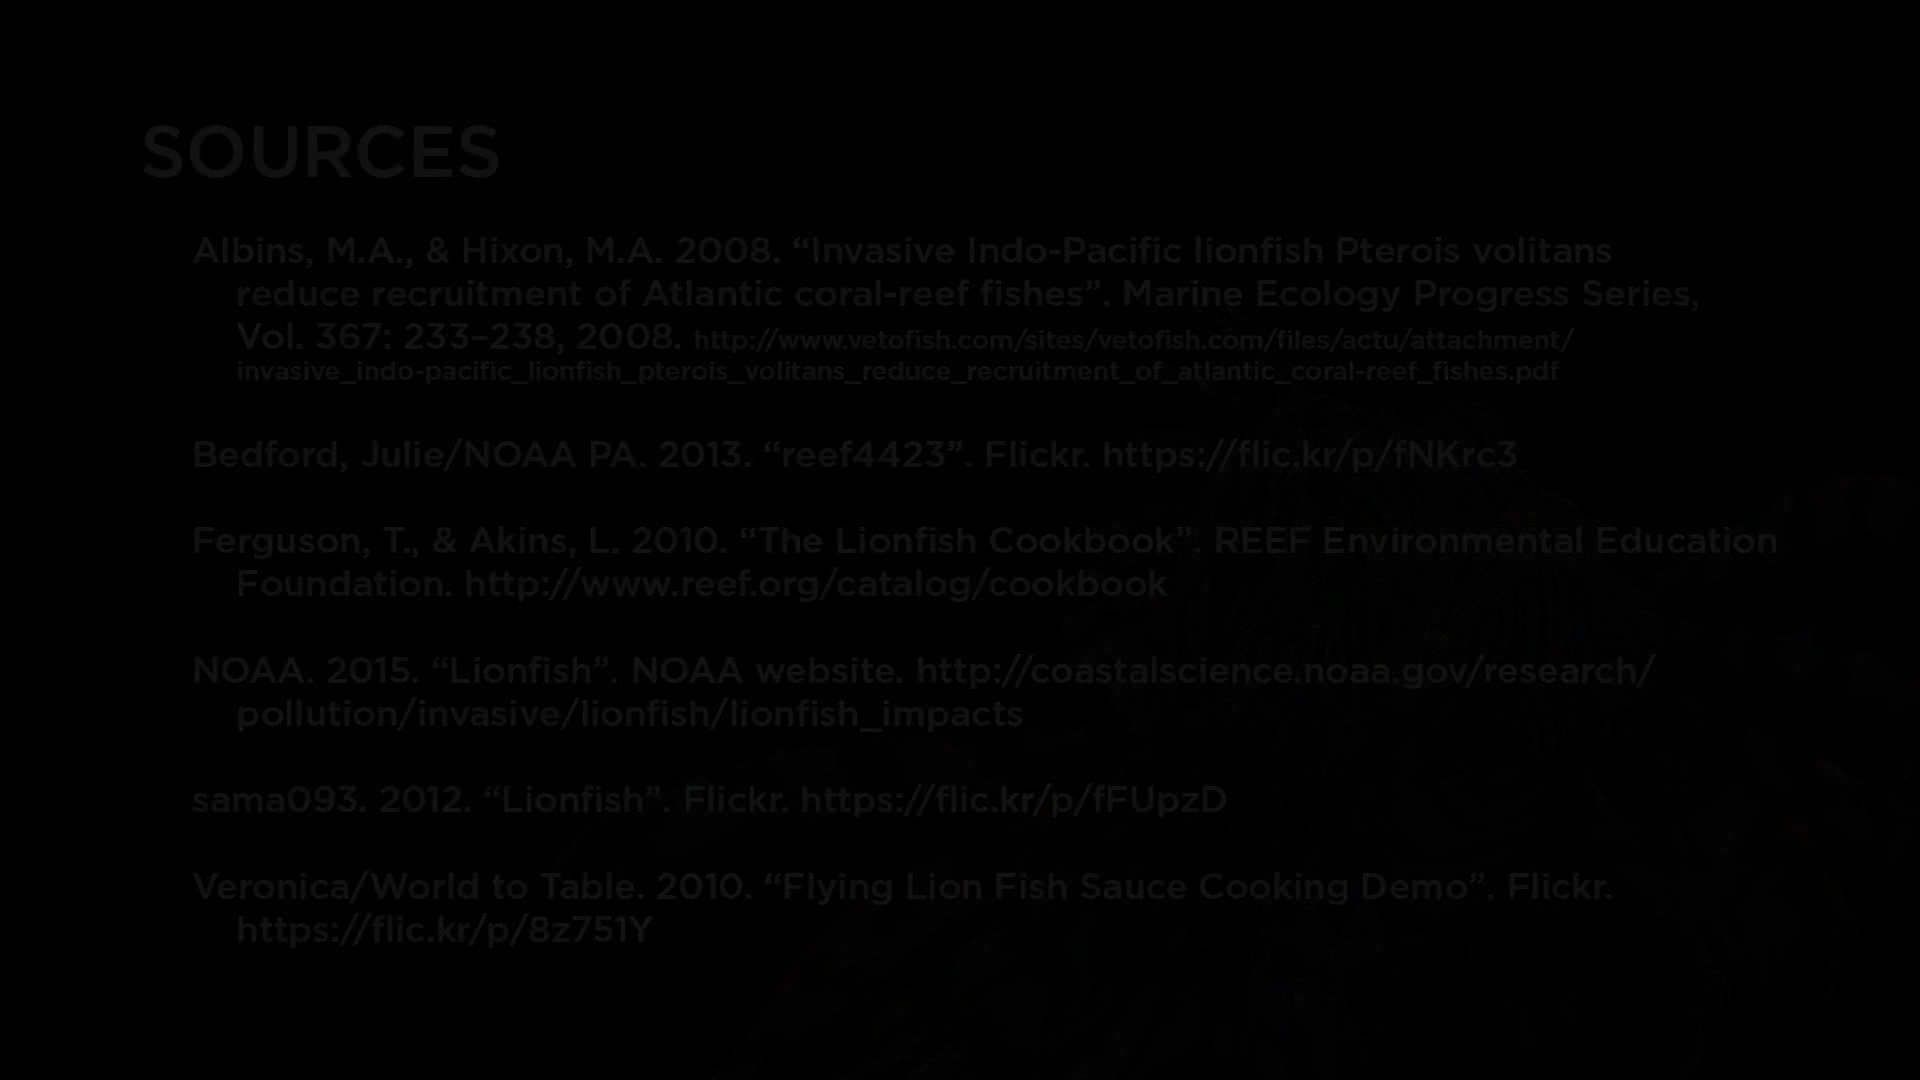 SOURCES
Albins, M.A., & Hixon, M.A. 2008. “Invasive Indo-Pacific lionfish Pterois volitans
reduce recruitment of Atlantic coral-reef fishes”. Marine Ecology Progress Series,
Vol. 367: 233–238, 2008. http://www.vetofish.com/sites/vetofish.com/files/actu/attachment/
invasive_indo-pacific_lionfish_pterois_volitans_reduce_recruitment_of_atlantic_coral-reef_fishes.pdf
Bedford, Julie/NOAA PA. 2013. “reef4423”. Flickr. https://flic.kr/p/fNKrc3
Ferguson, T., & Akins, L. 2010. “The Lionfish Cookbook”. REEF Environmental Education
Foundation. http://www.reef.org/catalog/cookbook
NOAA. 2015. “Lionfish”. NOAA website. http://coastalscience.noaa.gov/research/
pollution/invasive/lionfish/lionfish_impacts
sama093. 2012. “Lionfish”. Flickr. https://flic.kr/p/fFUpzD
Veronica/World to Table. 2010. “Flying Lion Fish Sauce Cooking Demo”. Flickr.
https://flic.kr/p/8z751Y